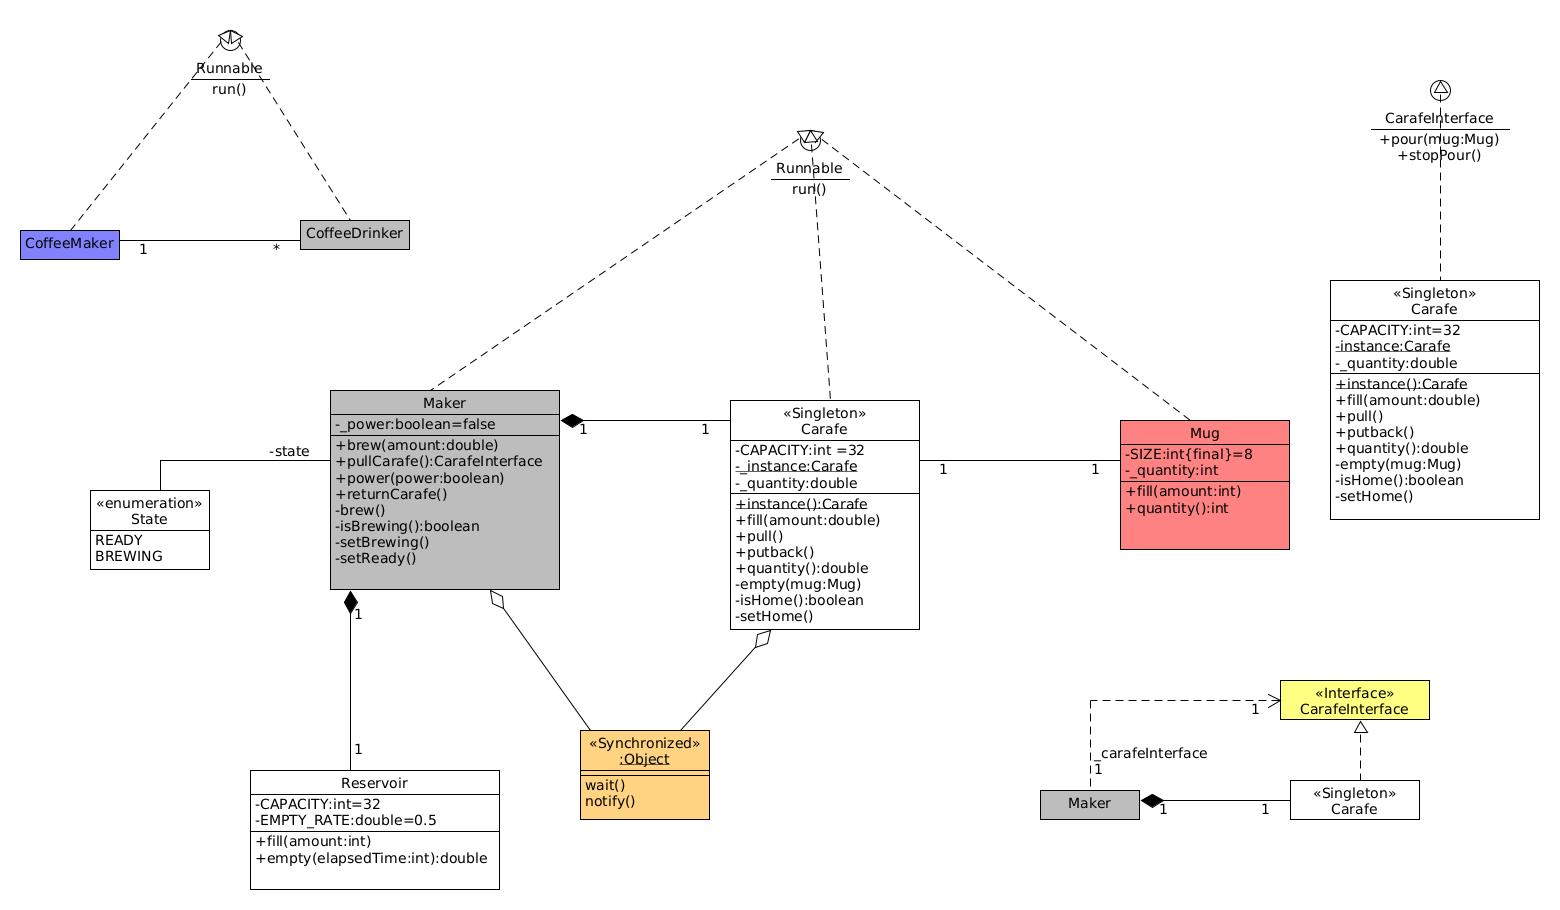 Runnable
run()
CoffeeMaker
1
*
CoffeeDrinker
Runnable
run()
CarafeInterface
+pour(mug:Mug)
+stopPour()
«Singleton»
Carafe
-CAPACITY:int=32
-instance:Carafe
-_quantity:double
+instance():Carafe
+fill(amount:double)
+pull()
+putback()
+quantity():double
-empty(mug:Mug)
-isHome():boolean
-setHome()
-state
«enumeration»
State
READY
BREWING
Maker
-_power:boolean=false
+brew(amount:double)
+pullCarafe():CarafeInterface
+power(power:boolean)
+returnCarafe()
-brew()
-isBrewing():boolean
-setBrewing()
-setReady()
1
1
«Singleton»
Carafe
-CAPACITY:int =32
-_instance:Carafe
-_quantity:double
+instance():Carafe
+fill(amount:double)
+pull()
+putback()
+quantity():double
-empty(mug:Mug)
-isHome():boolean
-setHome()
1
1
Mug
-SIZE:int{final}=8
-_quantity:int
+fill(amount:int)
+quantity():int
1
1
Reservoir
-CAPACITY:int=32
-EMPTY_RATE:double=0.5
+fill(amount:int)
+empty(elapsedTime:int):double
«Synchronized»
:Object
wait()
notify()
«Interface»
CarafeInterface
1
_carafeInterface
1
Maker
1
1
«Singleton»
Carafe